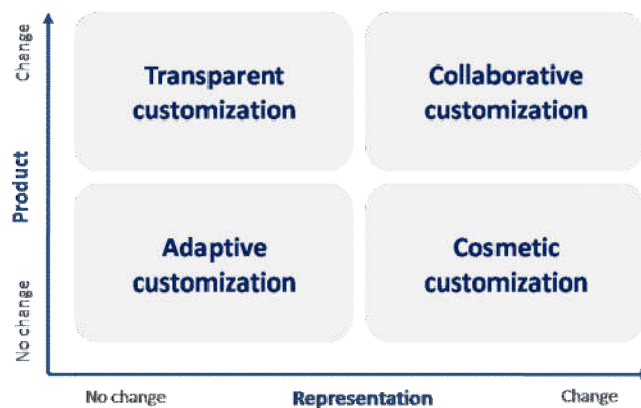 Change
Transparent
customization
Collaborative
customization
Product
Adaptive
customization
Cosmetic
customization
No change
No change
Representation
Change